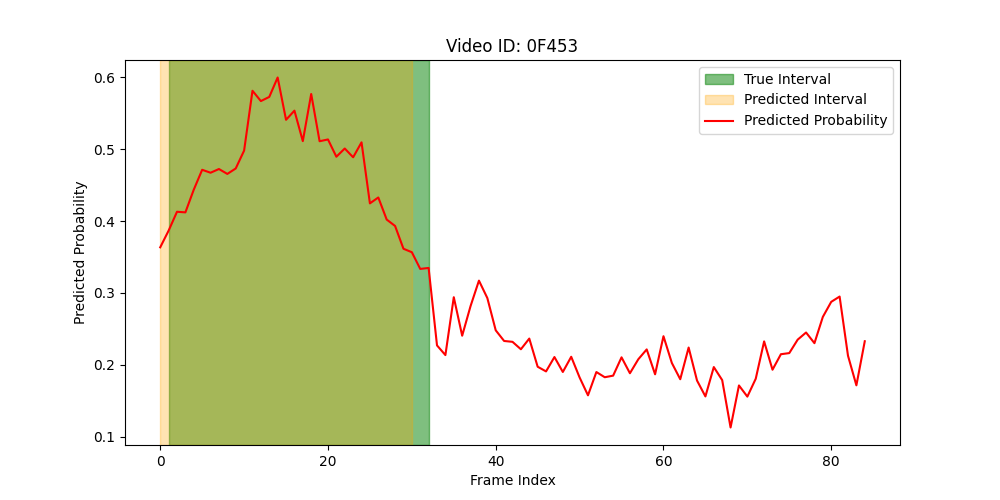 Video ID: 0F453
True Interval
Predicted Interval
Predicted Probability
Predicted Probability
0.6
0.5
0.4
0.3
0.2
0.1
0 20 40 60 80
Frame Index